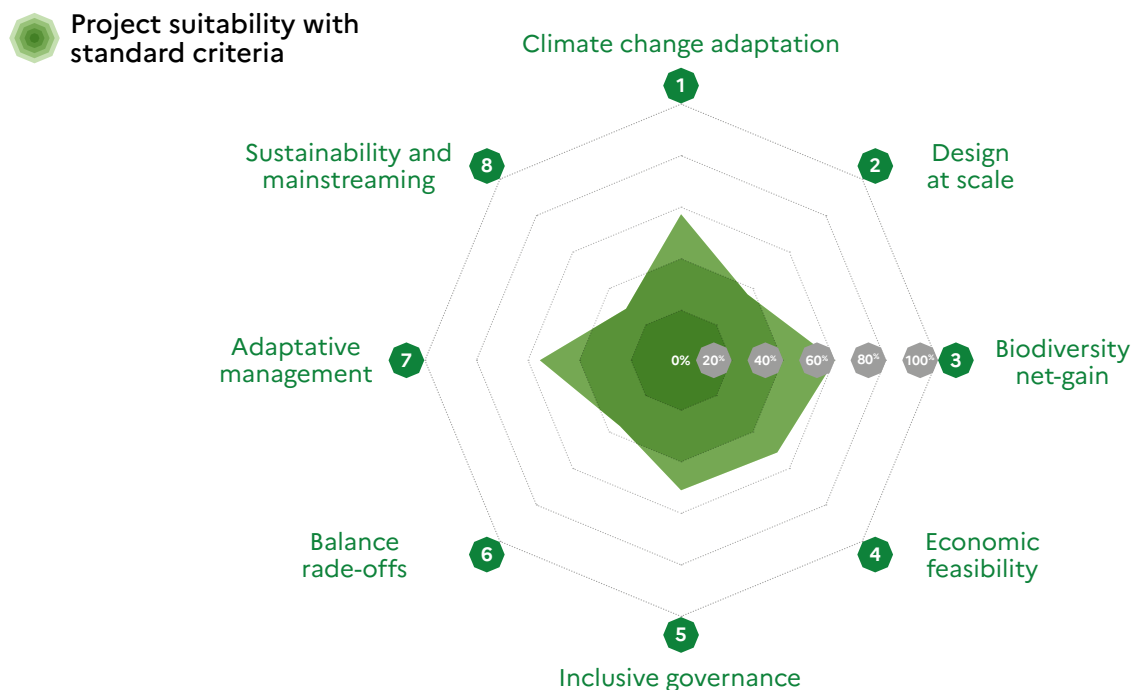 Project suitability with
standard criteria
Climate change adaptation
1
2
Design
at scale
3
Biodiversity
net-gain
4
Economic
feasibility
5
Inclusive governance
6
Balance
rade-offs
7
Adaptative
management
8
Sustainability and
mainstreaming
0% 20% 40% 60% 80% 100%